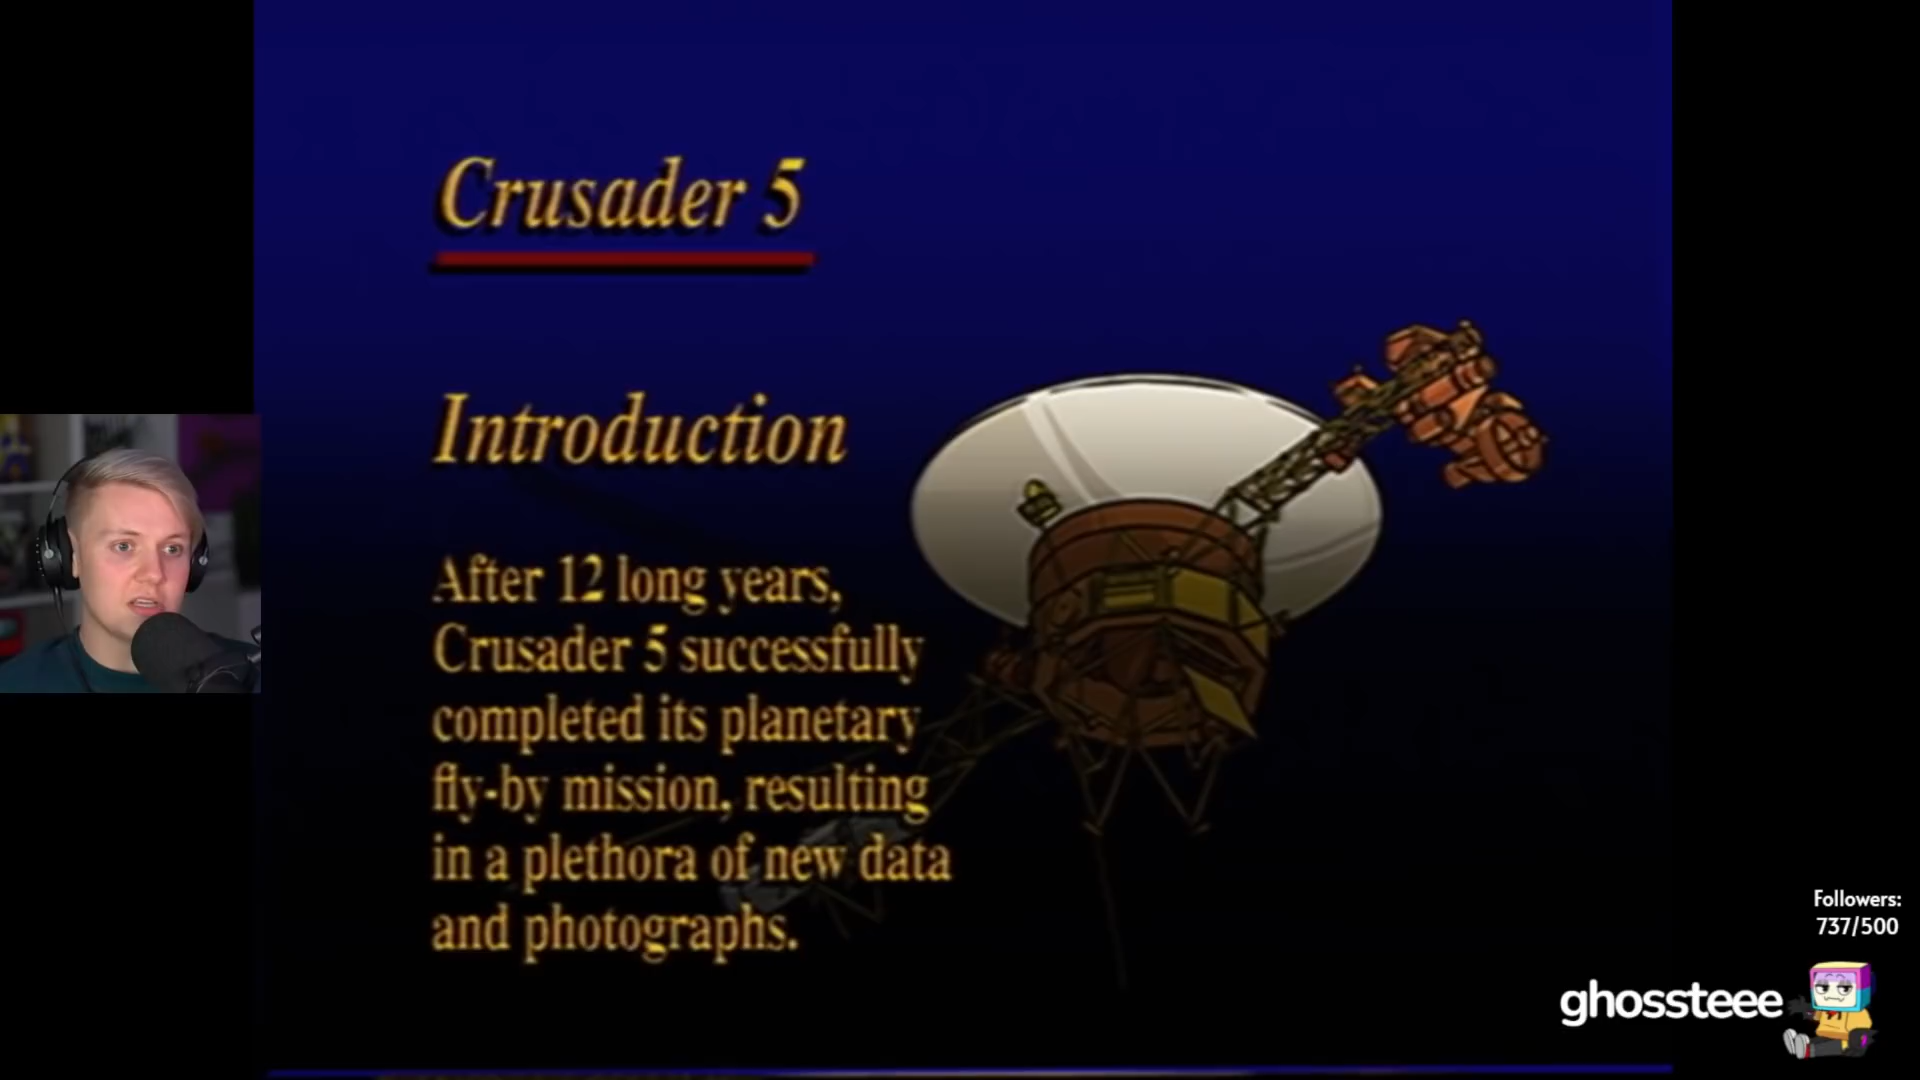 Crusader 5
Introduction
After 12 long years,
Crusader 5 successfully
completed its planetary
fly-by mission, resulting
in a plethora of new data
and photographs.
Followers:
737/500
ghossteee